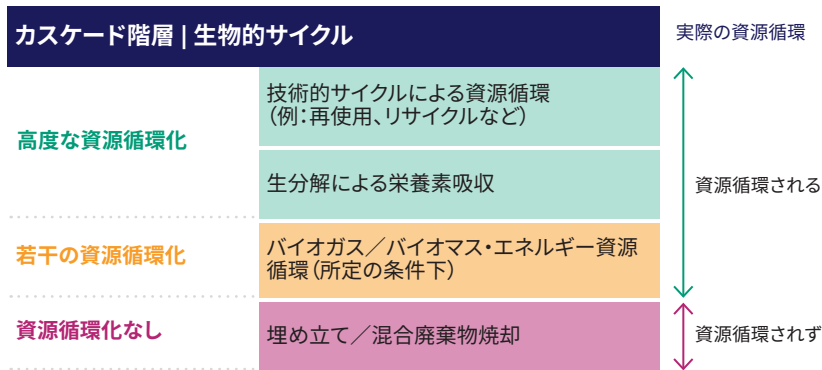 カスケード階層 | 生物的サイクル
実際の資源循環
高度な資源循環化
技術的サイクルによる資源循環
（例：再使用、リサイクルなど）
生分解による栄養素吸収
資源循環される
若干の資源循環化
バイオガス／バイオマス・エネルギー資源
循環（所定の条件下）
資源循環化なし
埋め立て／混合廃棄物焼却
資源循環されず